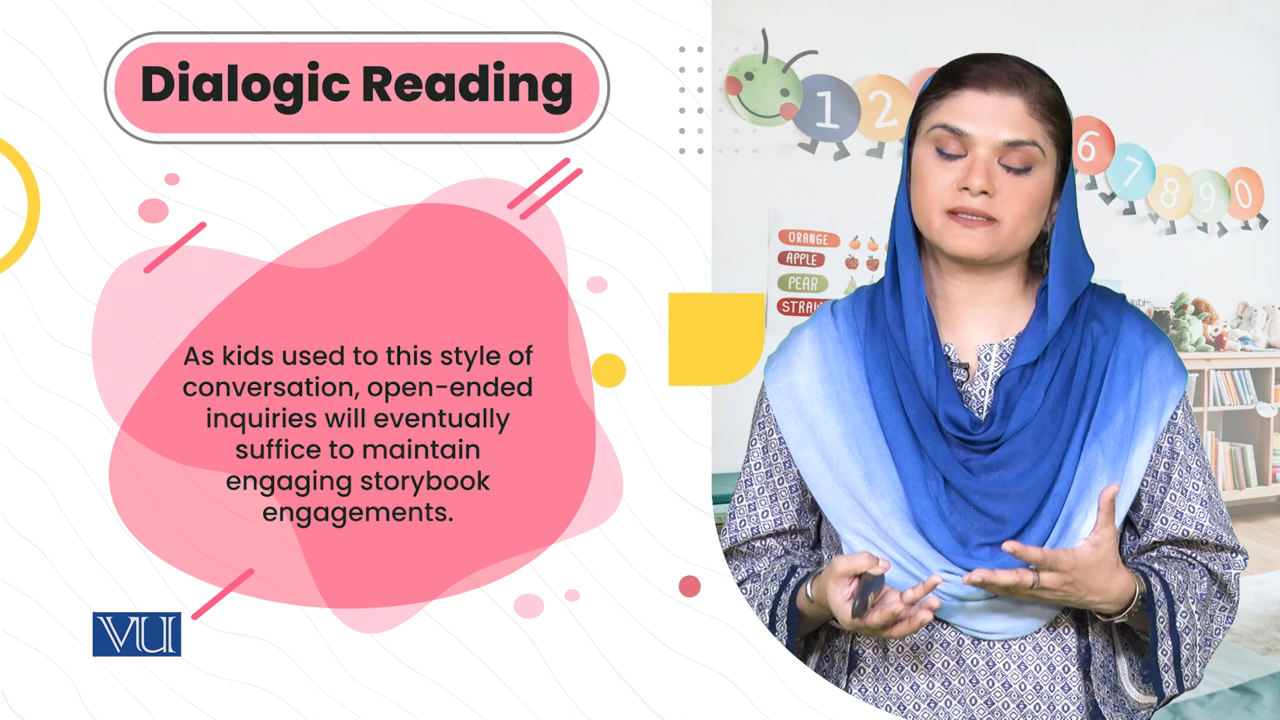 Dialogic Reading
As kids used to this style of
conversation, open-ended
inquiries will eventually
suffice to maintain
engaging storybook
engagements.
VU
1 2
6 7 8 9 0
ORANGE
APPLE
PEAR